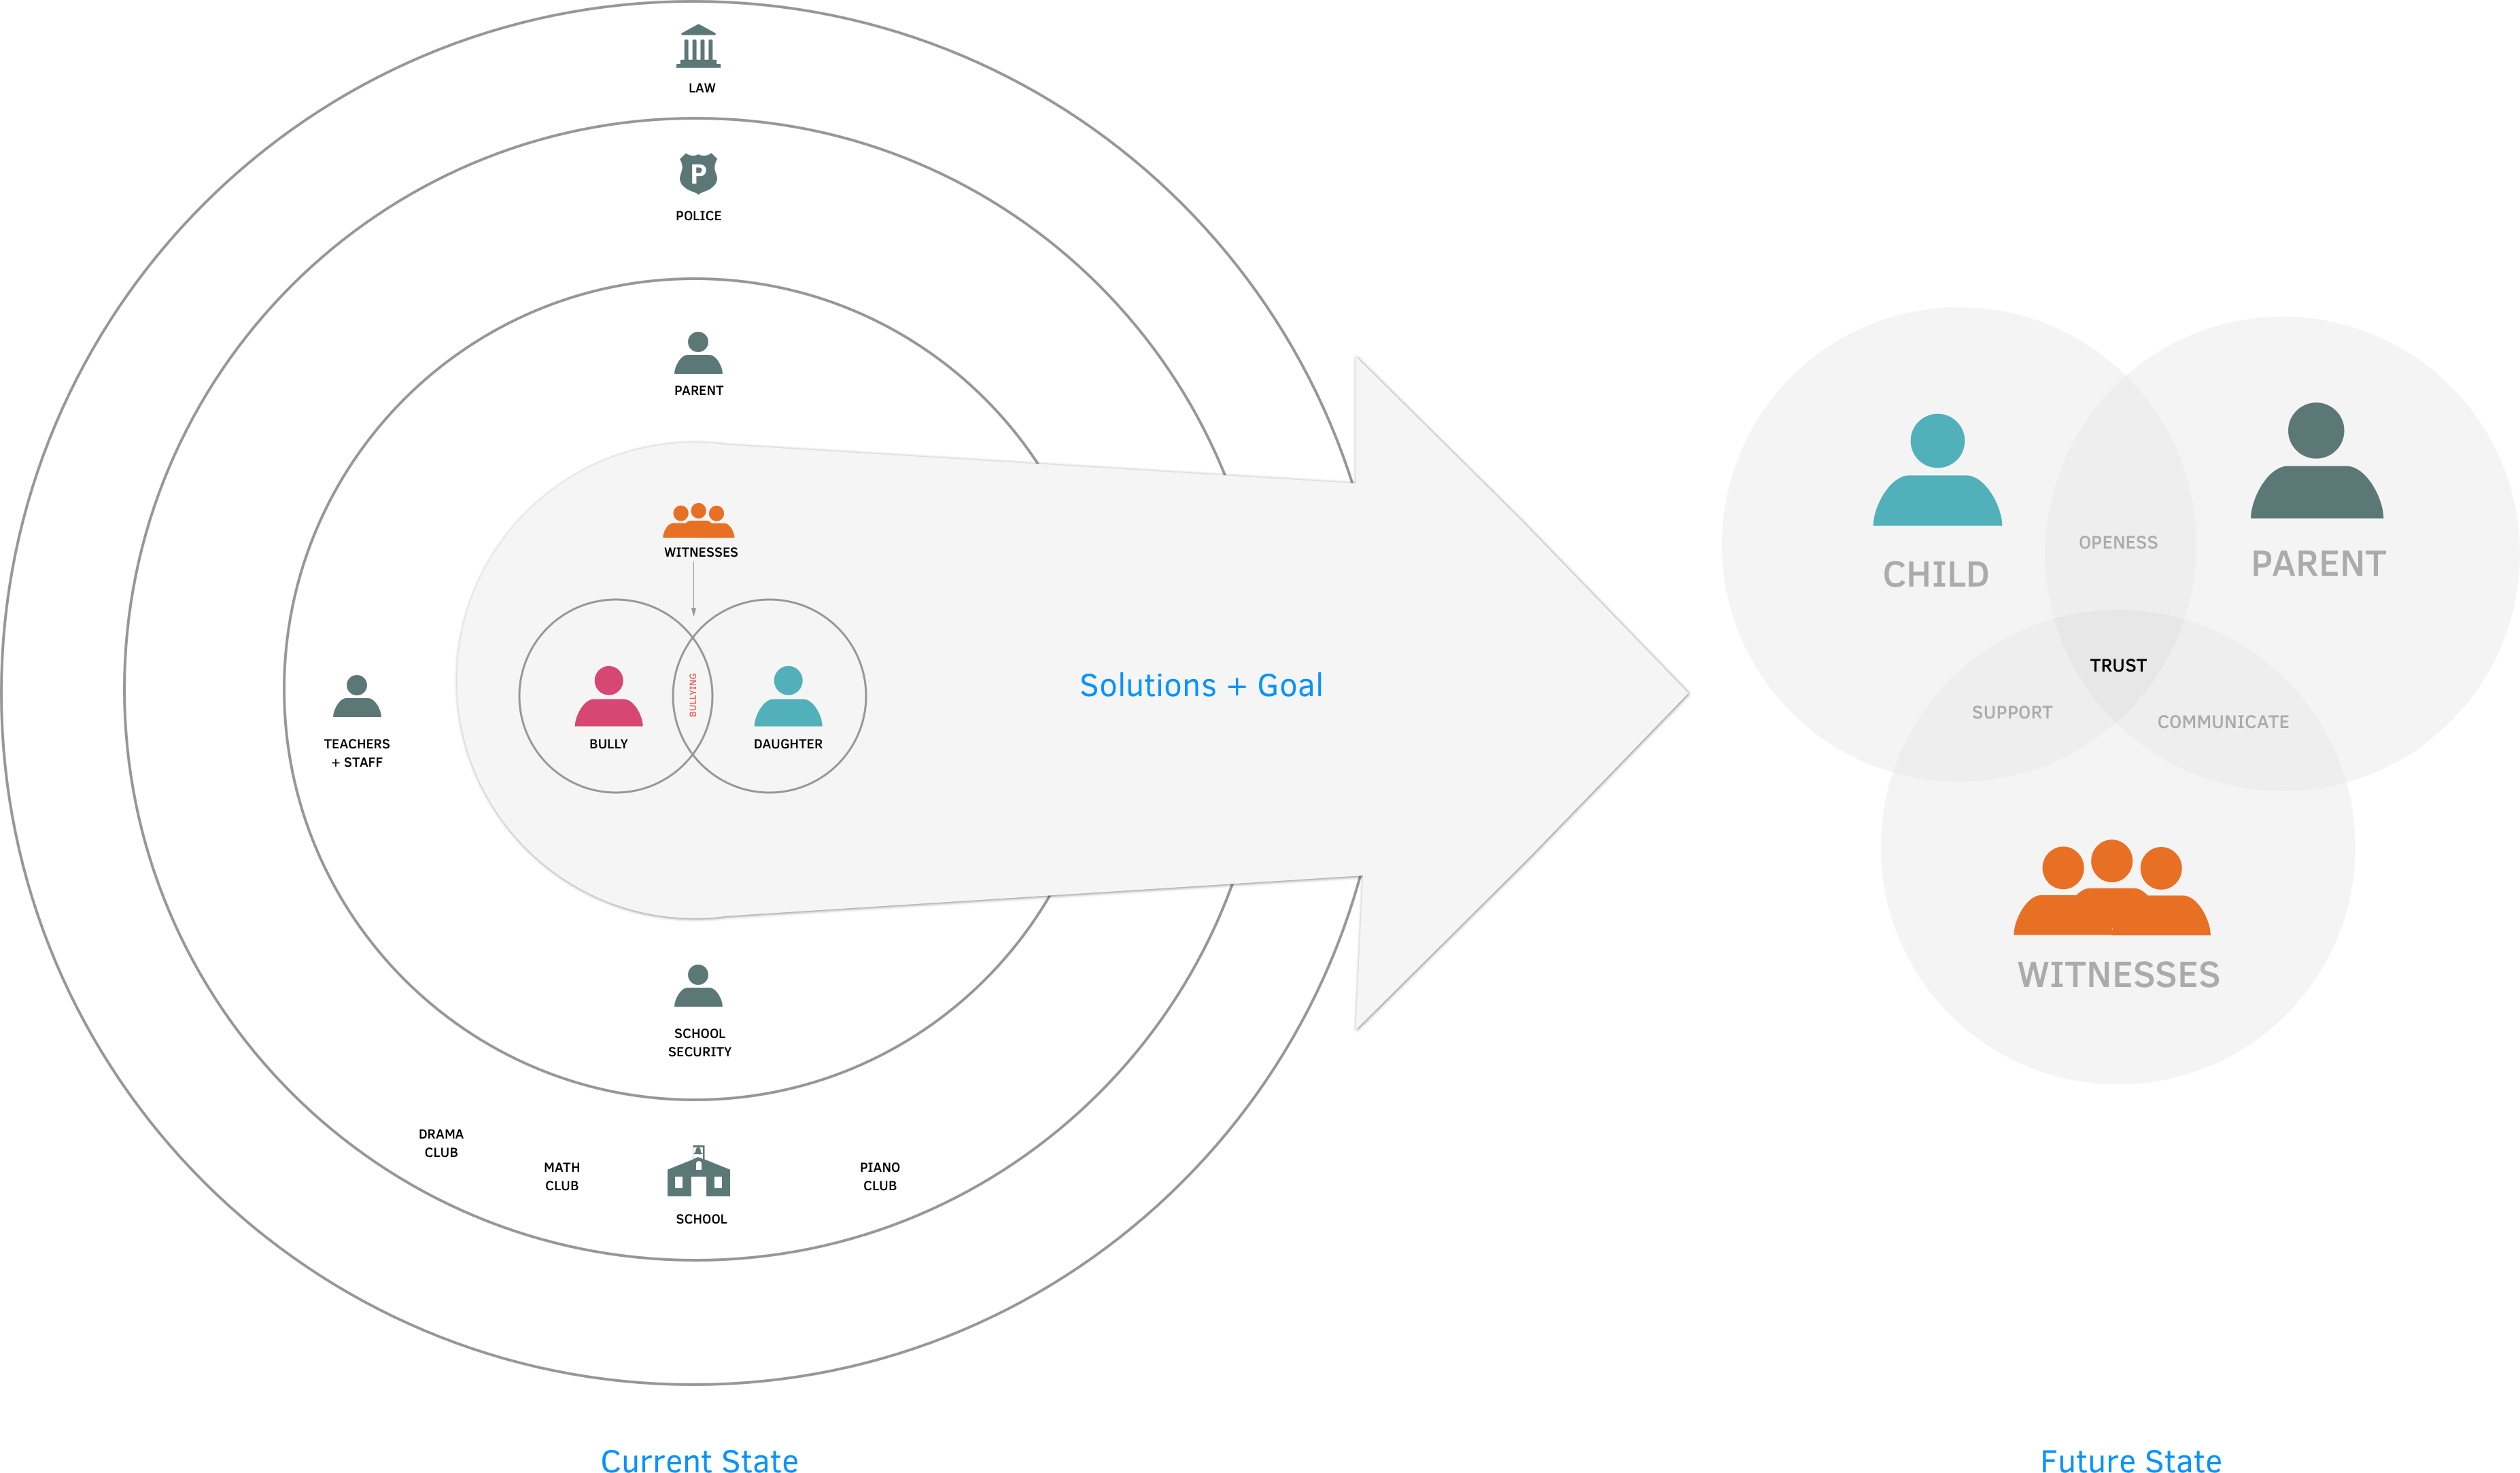 LAW
P
POLICE
PARENT
WITNESSES
BULLYING
BULLY
DAUGHTER
TEACHERS
+ STAFF
SCHOOL
SECURITY
DRAMA
CLUB
MATH
CLUB
PIANO
CLUB
SCHOOL
Current State
Solutions + Goal
CHILD
OPENESS
PARENT
TRUST
SUPPORT
COMMUNICATE
WITNESSES
Future State